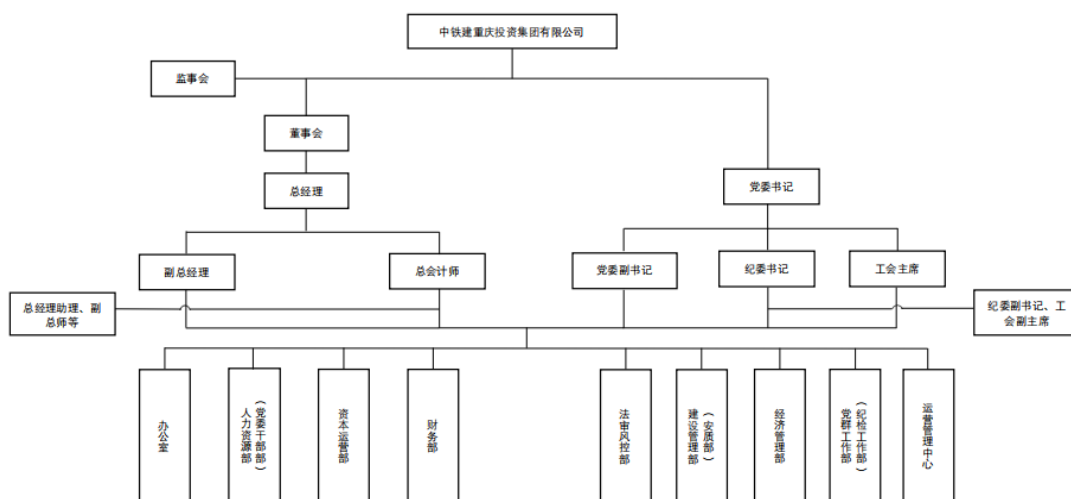 中铁建重庆投资集团有限公司
监事会
董事会
总经理
党委书记
副总经理
总会计师
党委副书记
纪委书记
工会主席
总经理助理、副
总师等
纪委副书记、工
会副主席
办公室
人力资源部
（党委干部部）
资本运营部
财务部
法审风控部
建设管理部
（安质部）
经济管理部
党群工作部
（纪检工作部）
运营管理中心